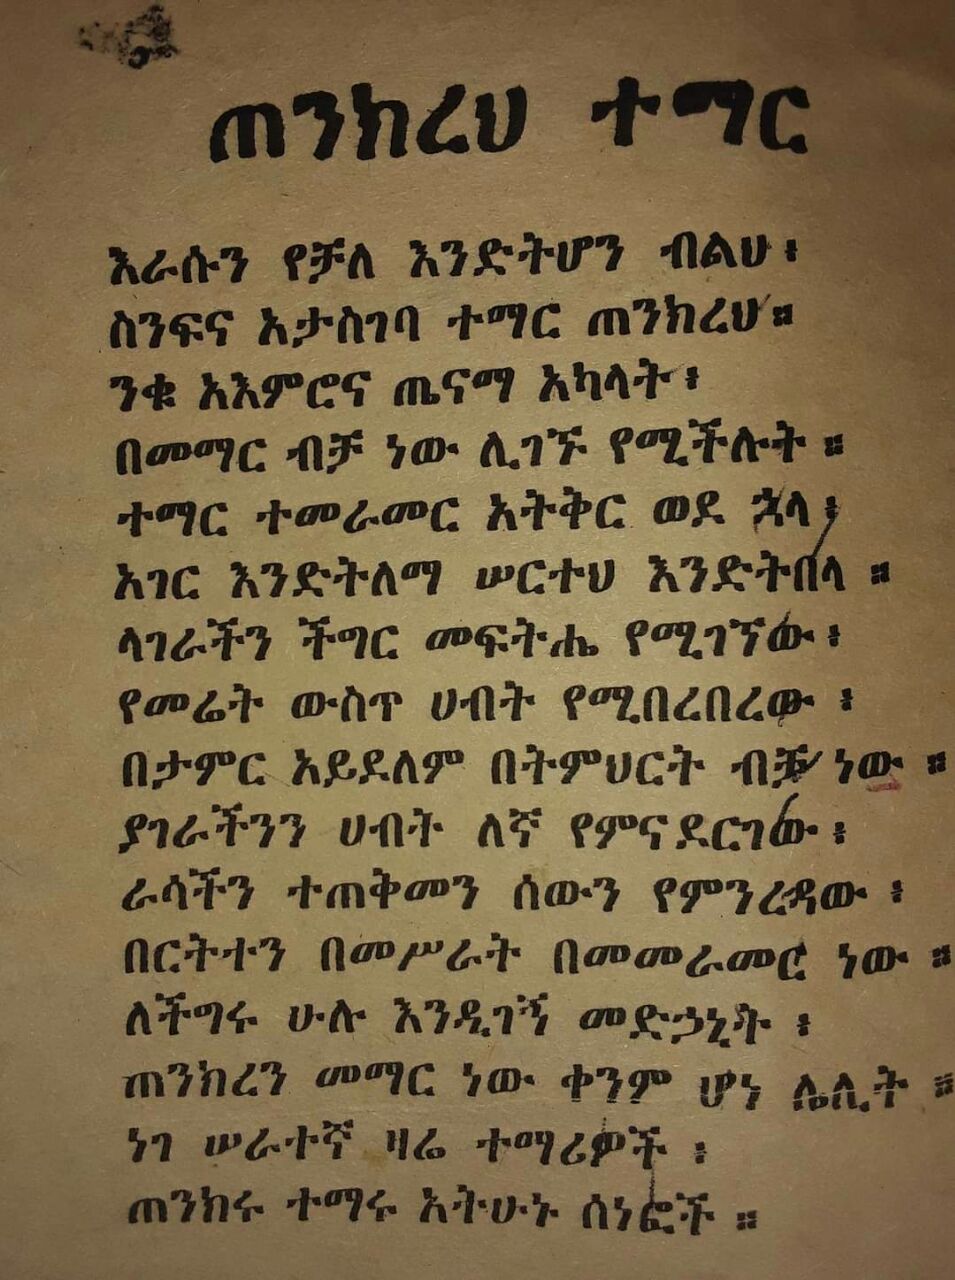 ጠንክረህ ተማር
እራሱን የቻለ እንድትሆን ብልህ ፥
ስንፍና አታስገባ ተማር ጠንክረህ ።
ንቁ አእምሮና ጤናማ አካላት ፥
በመማር ብቻ ነው ሊገኙ የሚችሉት ።
ተማር ተመራመር አትቅር ወደ ኋላ ፥
አገር እንድትለማ ሠርተህ እንድትበላ ።
ላገራችን ችግር መፍትሔ የሚገኘው ፥
የመሬት ውስጥ ሀብት የሚበረበረው ፥
በታምር አይደለም በትምህርት ብቻ ነው ።
ያገራችንን ሀብት ለኛ የምናደርገው ፥
ራሳችን ተጠቅመን ሰውን የምንረዳው ፥
በርትተን በመሥራት በመመራመር ነው ።
ለችግሩ ሁሉ እንዲገኝ መድኃኒት ፥
ጠንክረን መማር ነው ቀንም ሆነ ሌሊት ።
ነገ ሠራተኛ ዛሬ ተማሪዎች ፥
ጠንክሩ ተማሩ አትሁኑ ሰነፎች ።